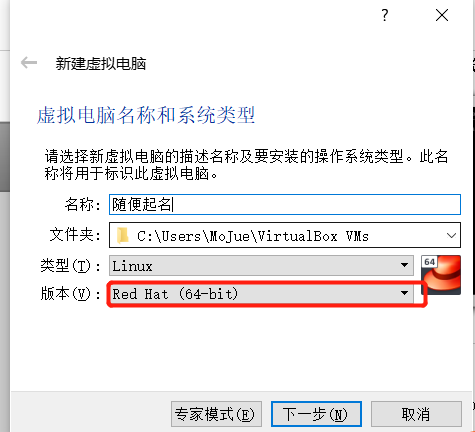 ?
新建虚拟电脑
虚拟电脑名称和系统类型
请选择新虚拟电脑的描述名称及要安装的操作系统类型。此名
称将用于标识此虚拟电脑。
名称: 随便起名
文件夹: C:\Users\MoJue\VirtualBox VMs
类型(T): Linux
64
版本(V): Red Hat (64-bit)
专家模式(E) 下一步(N) 取消